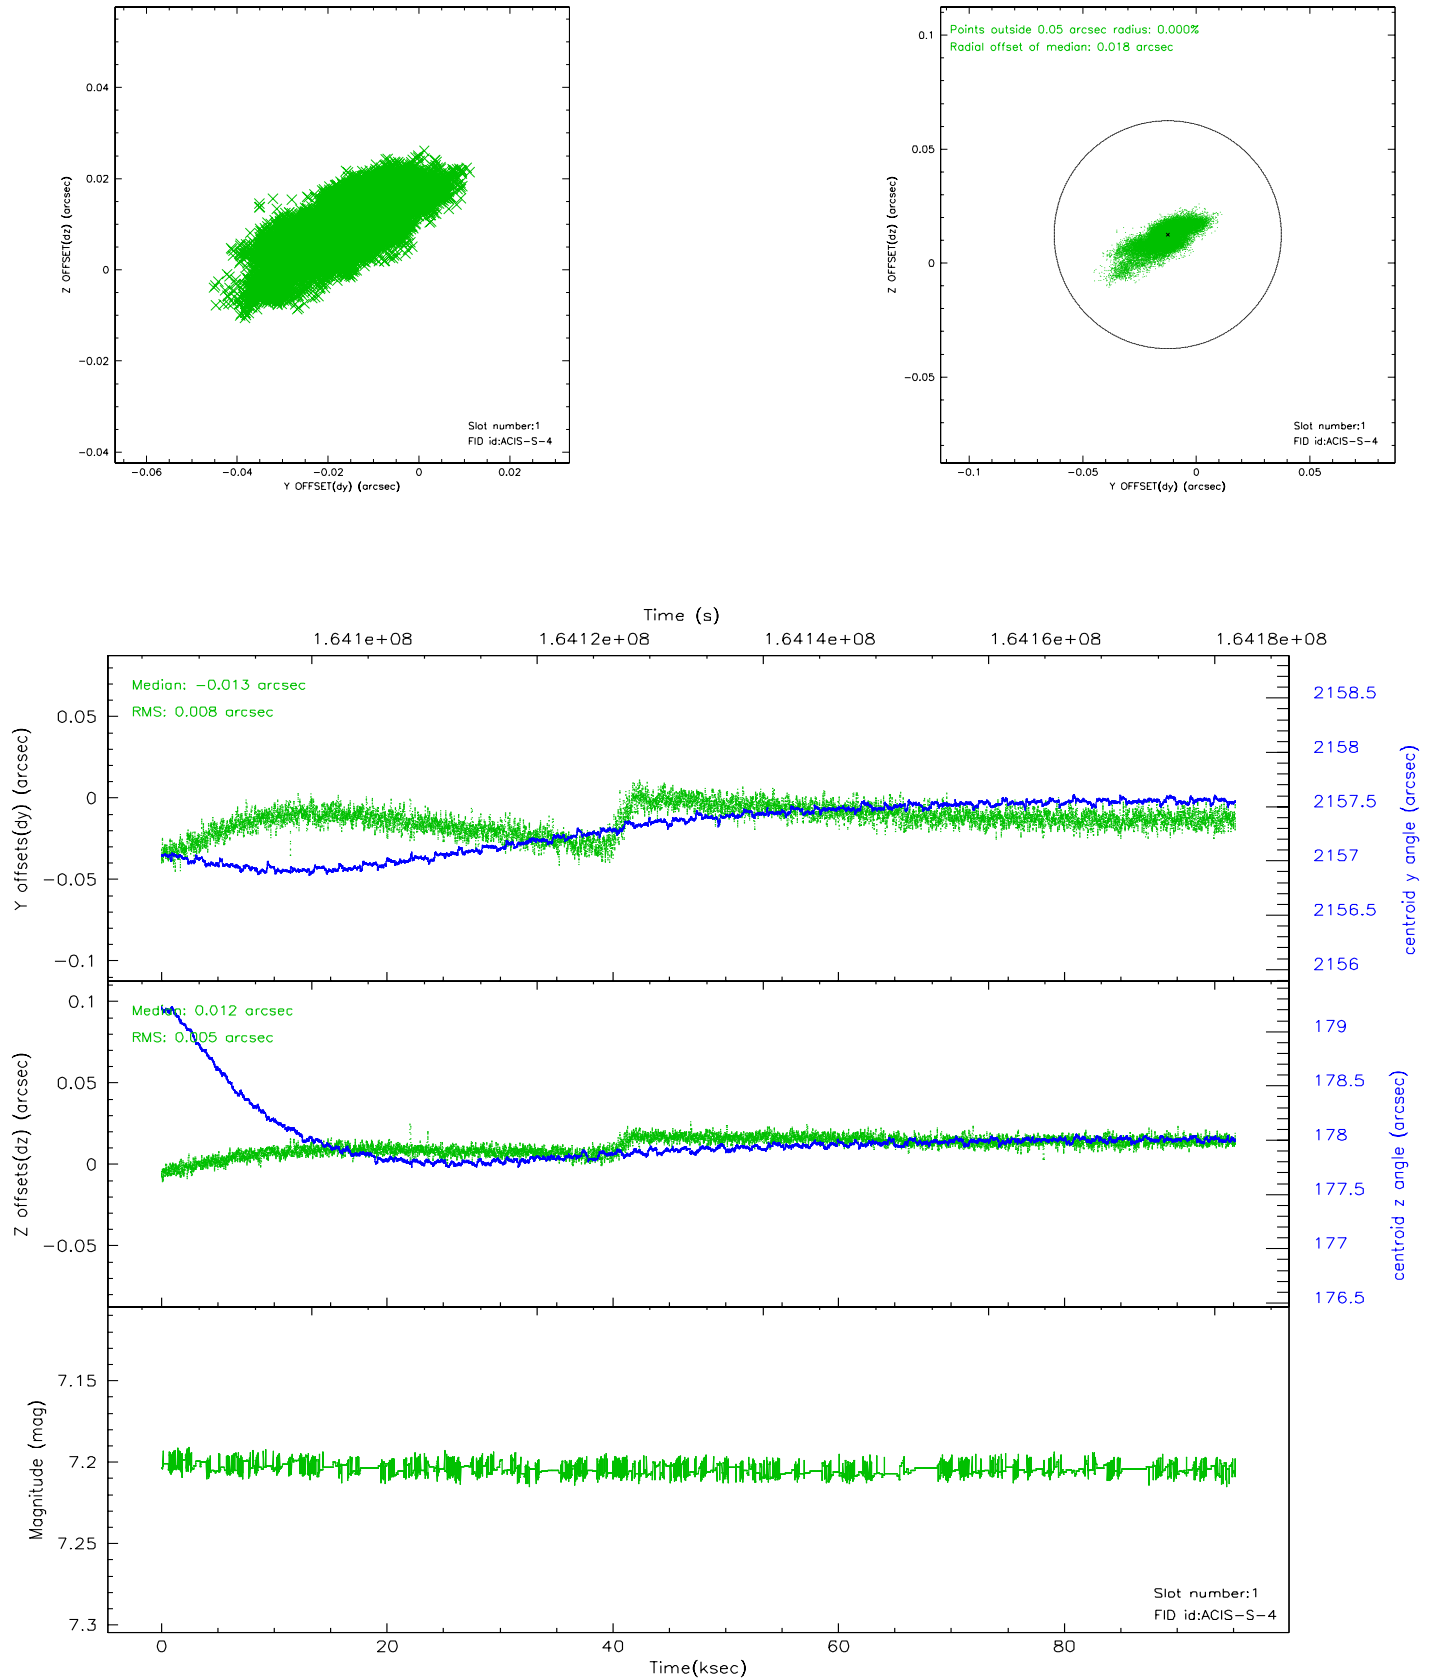 0.04
0.02
0
−0.02
−0.04
Z OFFSET(dz) (arcsec)
Slot number:1
FID id:ACIS−S−4
−0.06
−0.04
−0.02
0
0.02
Y OFFSET(dy) (arcsec)
Points outside 0.05 arcsec radius: 0.000%
Radial offset of median: 0.018 arcsec
0.1
0.05
0
−0.05
Z OFFSET(dz) (arcsec)
Slot number:1
FID id:ACIS−S−4
−0.1
−0.05
0
0.05
Y OFFSET(dy) (arcsec)
Time (s)
1.641e+08
1.6412e+08
1.6414e+08
1.6416e+08
1.6418e+08
Median: −0.013 arcsec
RMS: 0.008 arcsec
0.05
0
−0.05
−0.1
Y offsets(dy) (arcsec)
2158.5
2158
2157.5
2157
2156.5
2156
centroid y angle (arcsec)
Median: 0.012 arcsec
RMS: 0.005 arcsec
0.1
0.05
0
−0.05
Z offsets(dz) (arcsec)
179
178.5
178
177.5
177
176.5
centroid z angle (arcsec)
7.15
7.2
7.25
7.3
Magnitude (mag)
Slot number:1
FID id:ACIS−S−4
0
20
40
60
80
Time(ksec)